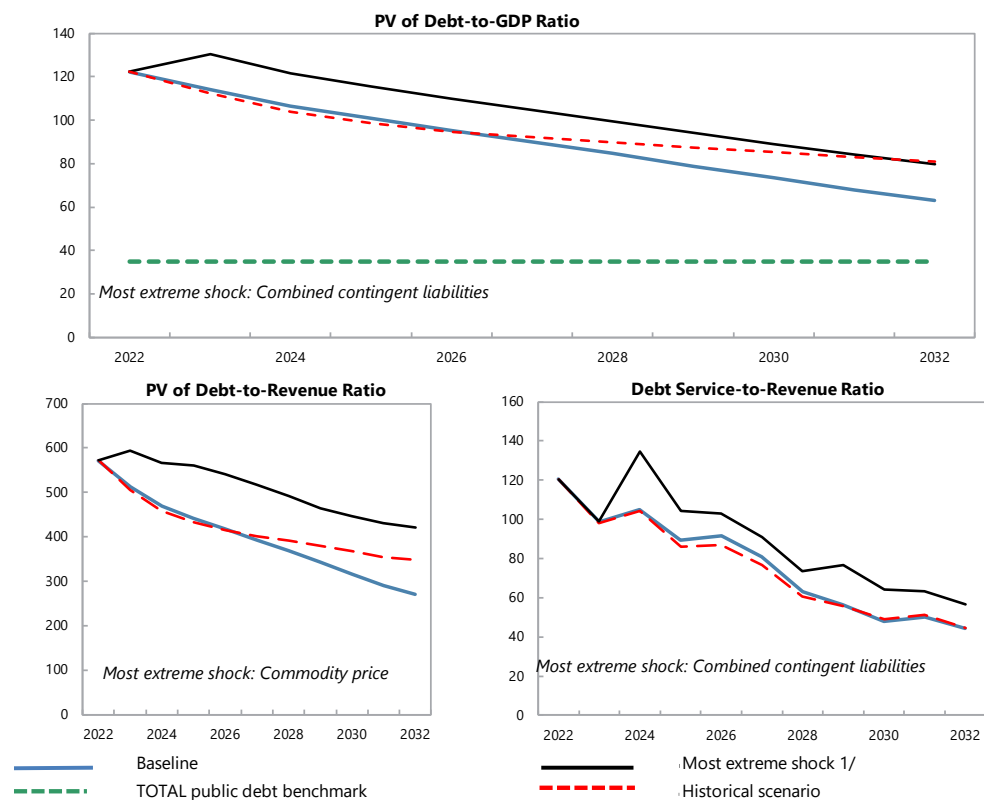 PV of Debt-to-GDP Ratio
140
120
100
80
60
40
20
0
Most extreme shock: Combined contingent liabilities
2022 2024 2026 2028 2030 2032
PV of Debt-to-Revenue Ratio
700
600
500
400
300
200
100
0
Most extreme shock: Commodity price
2022 2024 2026 2028 2030 2032
Debt Service-to-Revenue Ratio
160
140
120
100
80
60
40
20
0
Most extreme shock: Combined contingent liabilities
2022 2024 2026 2028 2030 2032
Baseline
Most extreme shock 1/
TOTAL public debt benchmark
Historical scenario